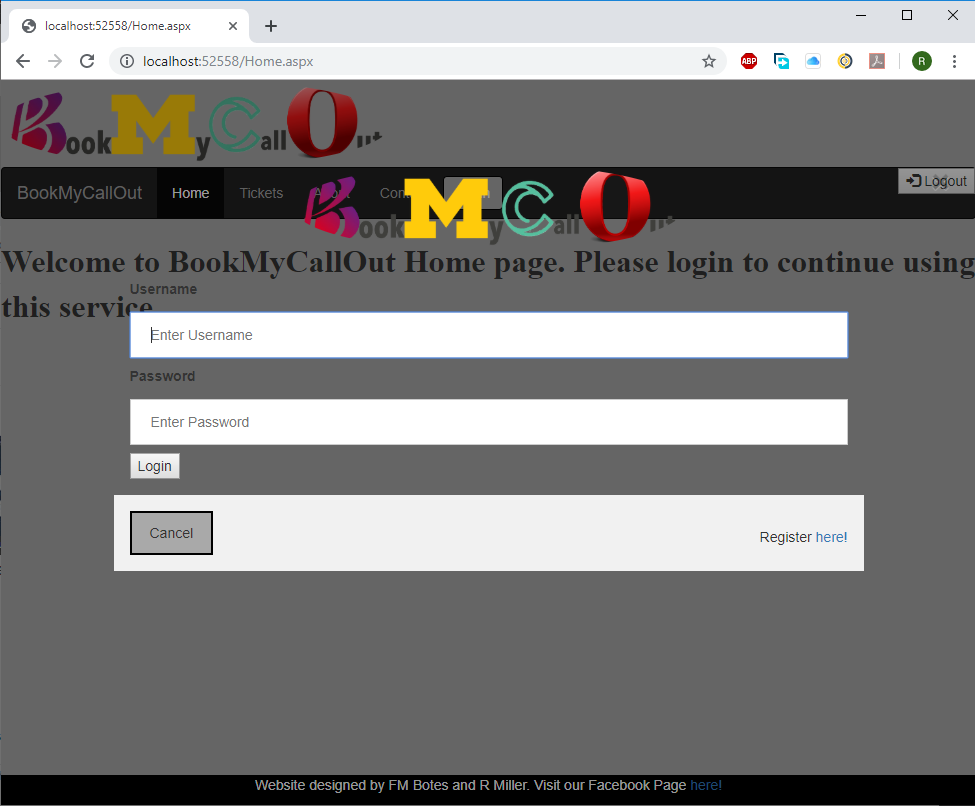 localhost:52558/Home.aspx
localhost:52558/Home.aspx
ABP
R
BookMyCallOut
BookMyCallOut Home Tickets About Con Logout
BookMyCallOut
Welcome to BookMyCallOut Home page. Please login to continue using
this service
Username
Enter Username
Password
Enter Password
Login
Cancel
Register here!
Website designed by FM Botes and R Miller. Visit our Facebook Page here!